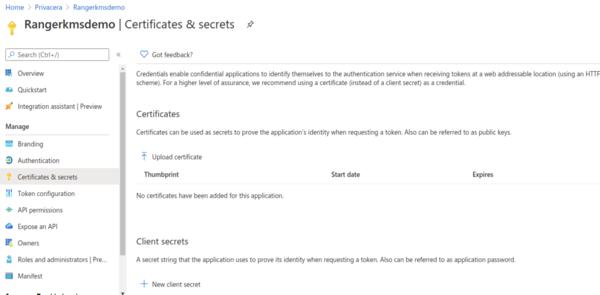 Home > Privacera > Rangerkmsdemo
Rangerkmsdemo | Certificates & secrets
Search (Ctrl+/)
«
Overview
Quickstart
Integration assistant | Preview
Manage
Branding
Authentication
Certificates & secrets
Token configuration
API permissions
Expose an API
Owners
Roles and administrators | Pre...
Manifest
Got feedback?
Credentials enable confidential applications to identify themselves to the authentication service when receiving tokens at a web addressable location (using an HTT
scheme). For a higher level of assurance, we recommend using a certificate (instead of a client secret) as a credential.
Certificates
Certificates can be used as secrets to prove the application's identity when requesting a token. Also can be referred to as public keys.
Upload certificate
Thumbprint Start date Expires
No certificates have been added for this application.
Client secrets
A secret string that the application uses to prove its identity when requesting a token. Also can be referred to as application password.
+ New client secret